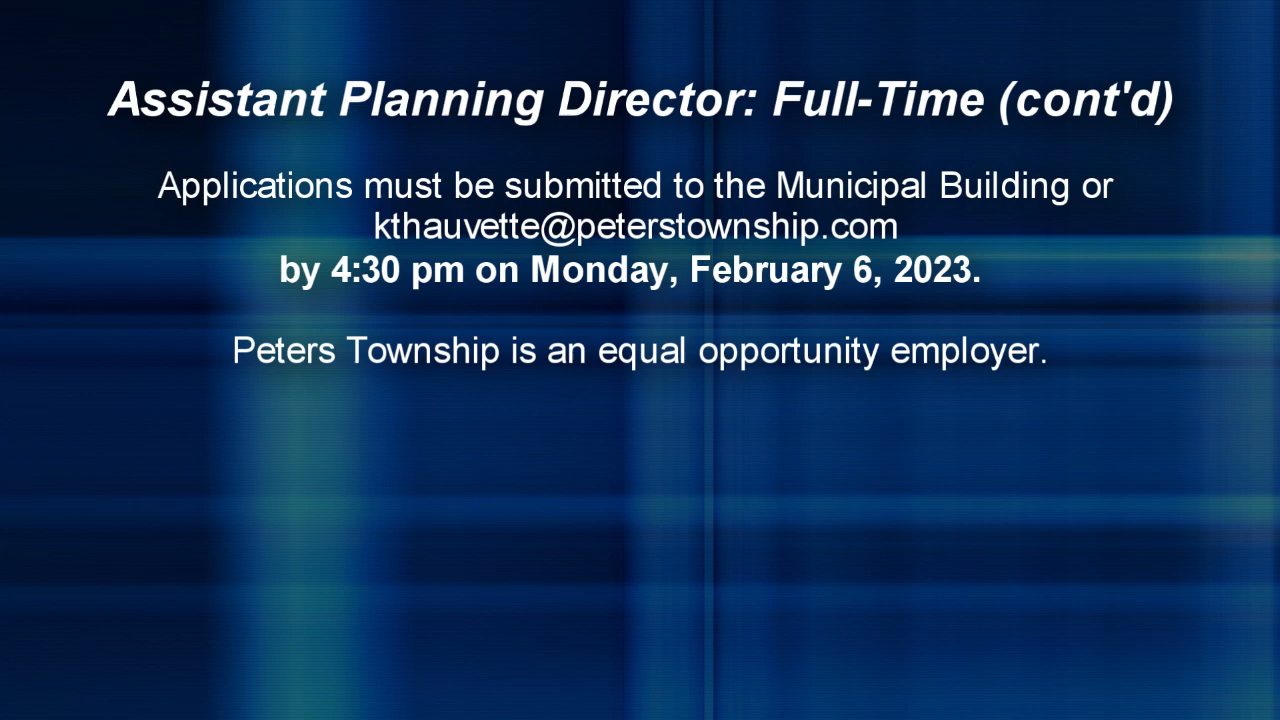 Assistant Planning Director: Full-Time (cont'd)
Applications must be submitted to the Municipal Building or
kthauvette@peterstownship.com
by 4:30 pm on Monday, February 6, 2023.
Peters Township is an equal opportunity employer.